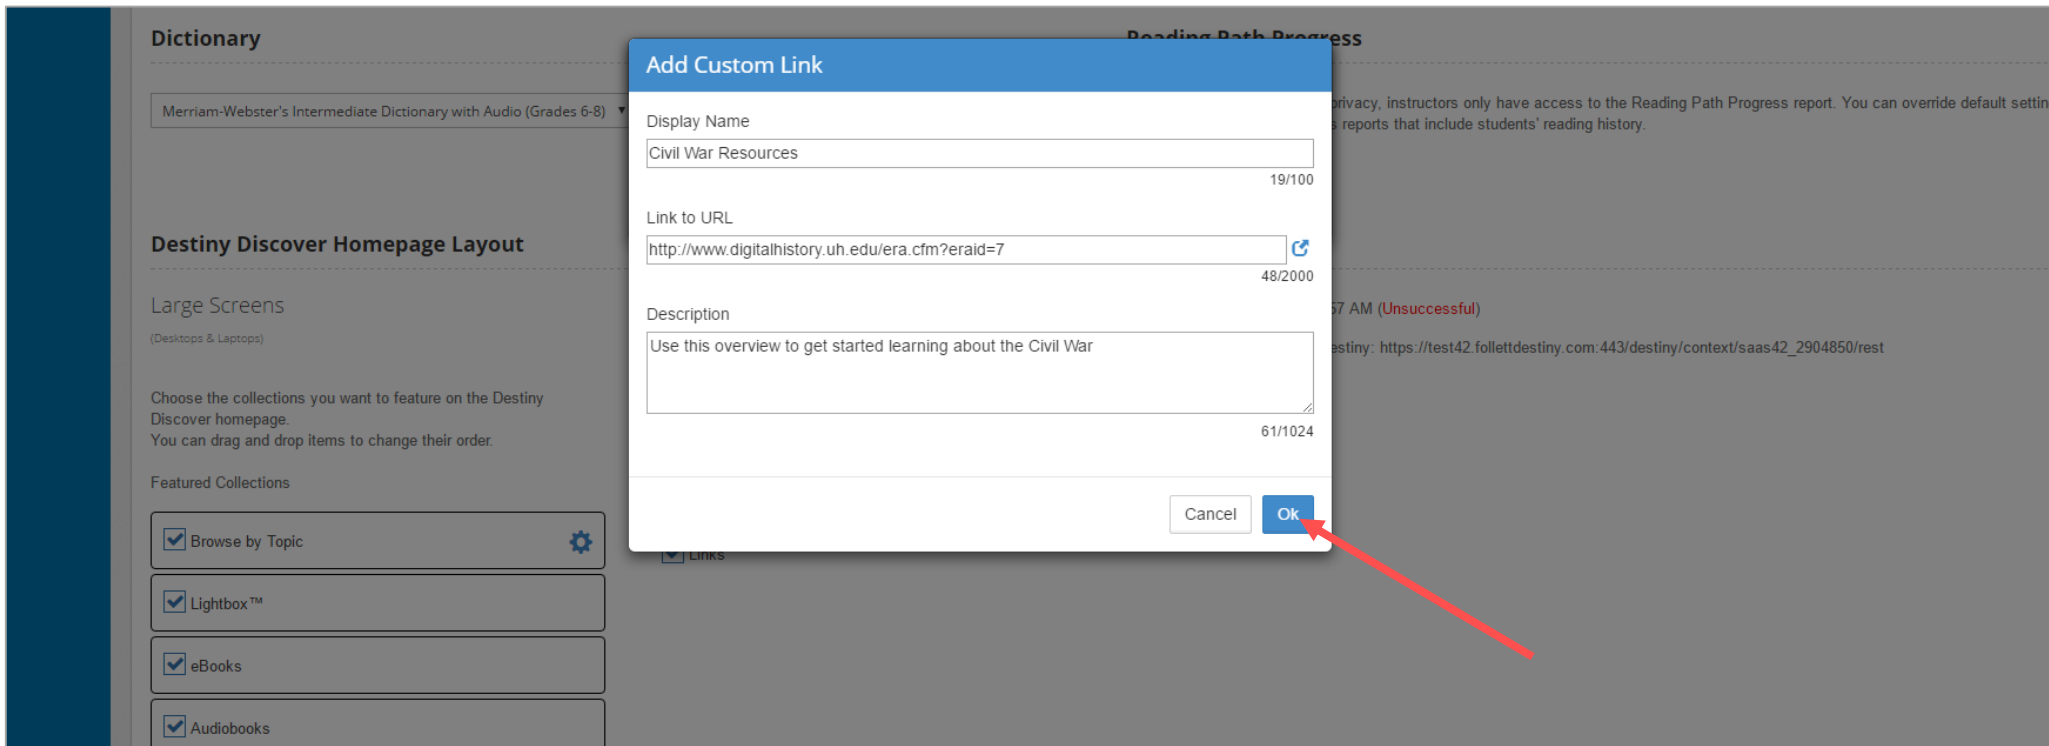 Dictionary
Merriam-Webster's Intermediate Dictionary with Audio (Grades 6-8)
Reading Path Progress
privacy, instructors only have access to the Reading Path Progress report. You can override default settin
s reports that include students' reading history.
Add Custom Link
Display Name
Civil War Resources
19/100
Link to URL
http://www.digitalhistory.uh.edu/era.cfm?eraid=7
48/2000
Description
Use this overview to get started learning about the Civil War
61/1024
Cancel
Ok
Destiny Discover Homepage Layout
Large Screens
(Desktops & Laptops)
Choose the collections you want to feature on the Destiny
Discover homepage.
You can drag and drop items to change their order.
Featured Collections
Browse by Topic
Lightbox™
eBooks
Audiobooks
Links
57 AM (Unsuccessful)
estiny: https://test42.follettdestiny.com:443/destiny/context/saas42_2904850/rest